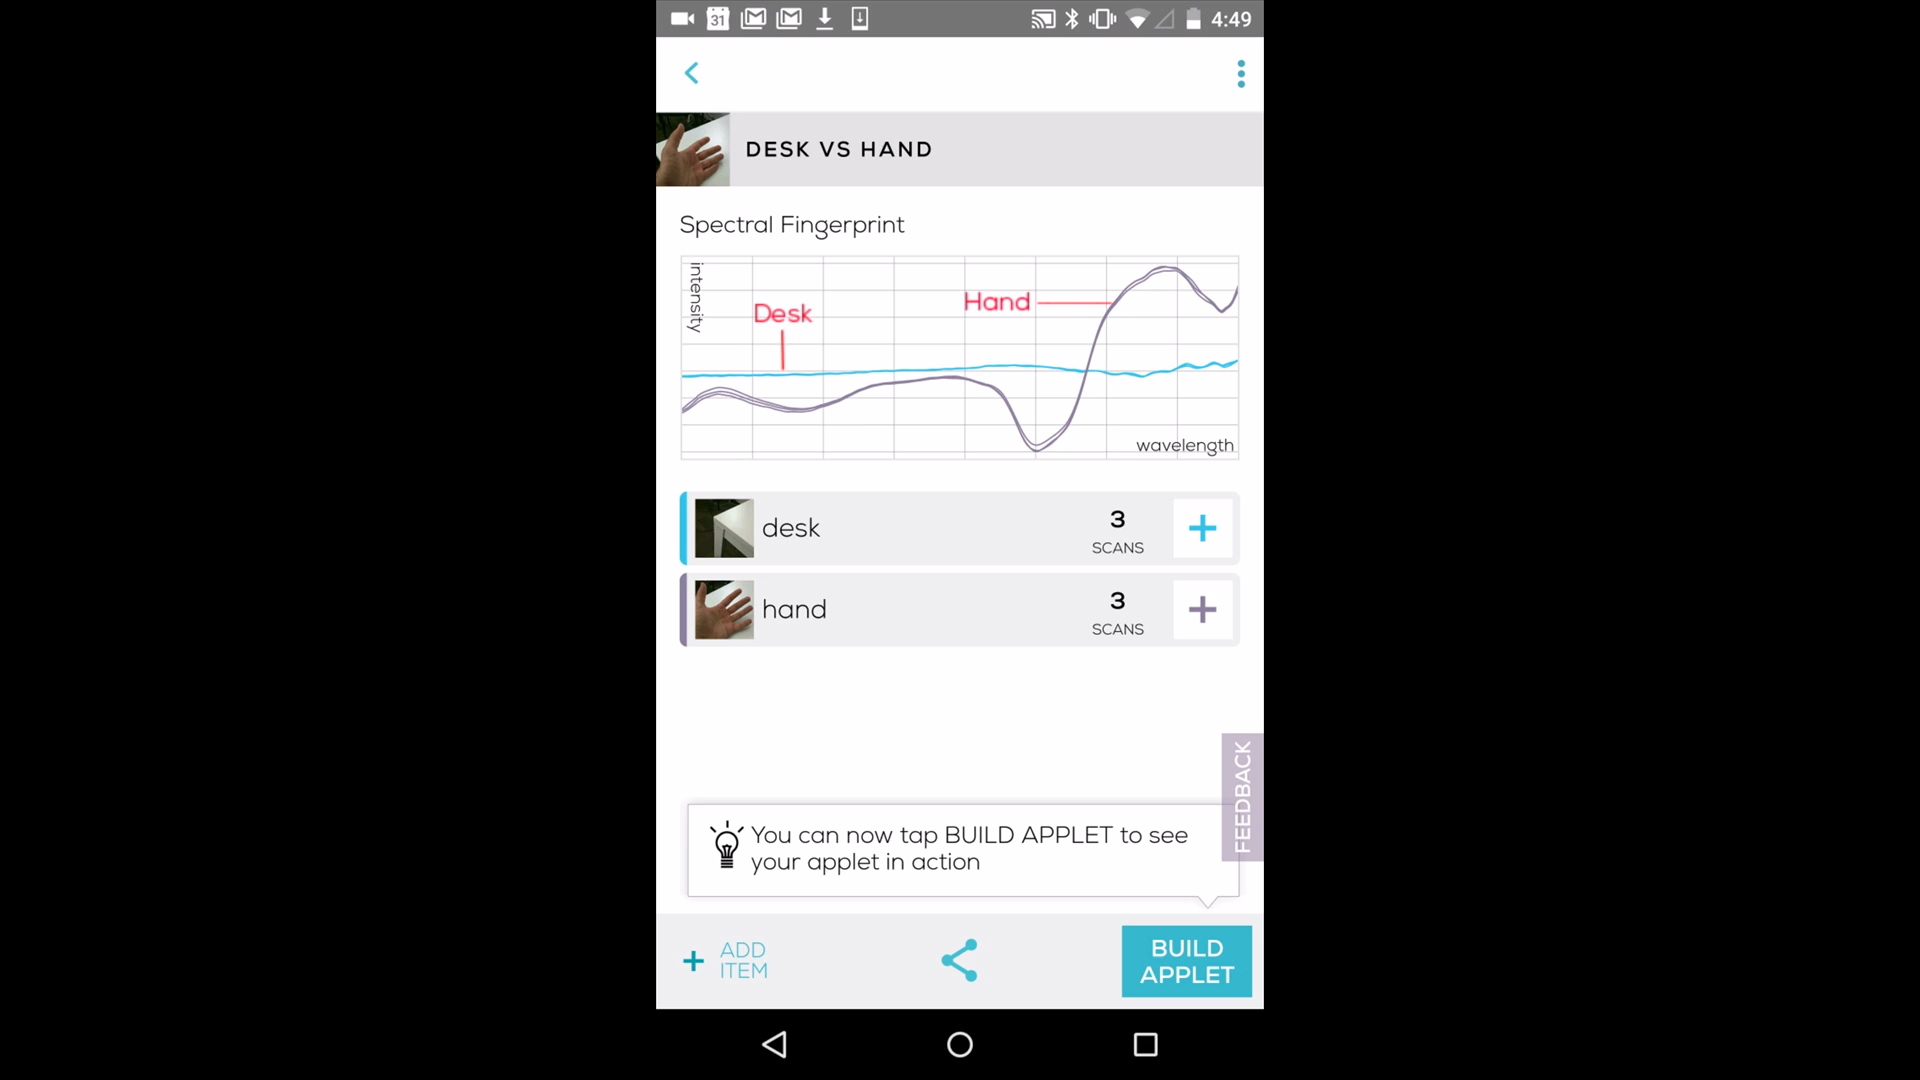 31
4:49
DESK VS HAND
Spectral Fingerprint
intensity
Desk
Hand
wavelength
desk
3
SCANS
hand
3
SCANS
FEEDBACK
You can now tap BUILD APPLET to see
your applet in action
ADD
ITEM
BUILD
APPLET